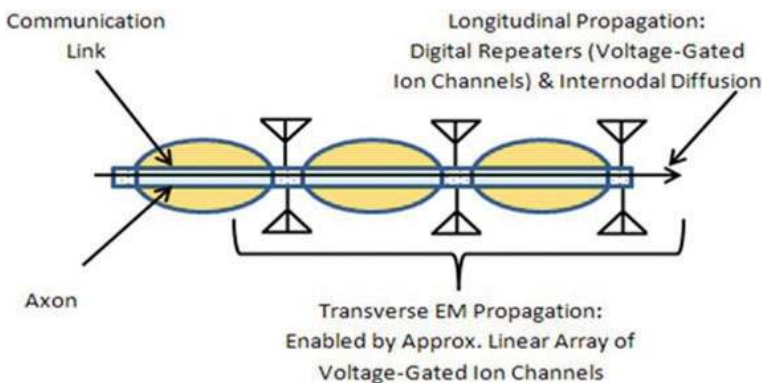 Communication
Link
Longitudinal Propagation:
Digital Repeaters (Voltage-Gated
Ion Channels) & Internodal Diffusion
Axon
Transverse EM Propagation:
Enabled by Approx. Linear Array of
Voltage-Gated Ion Channels